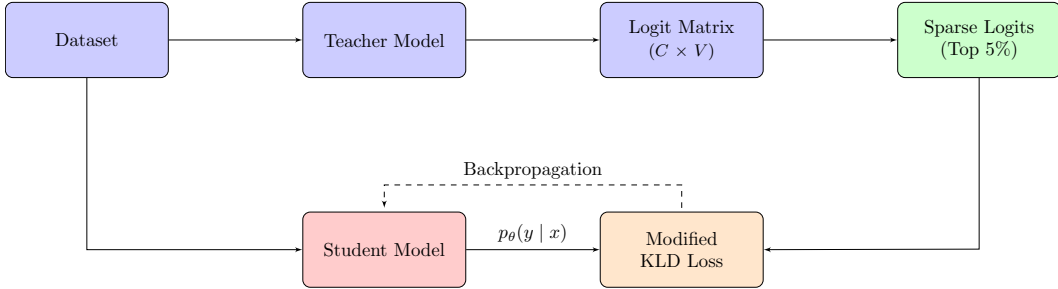 Dataset
Teacher Model
Logit Matrix
(C × V)
Sparse Logits
(Top 5%)
Backpropagation
Student Model
pθ(y | x)
Modified
KLD Loss